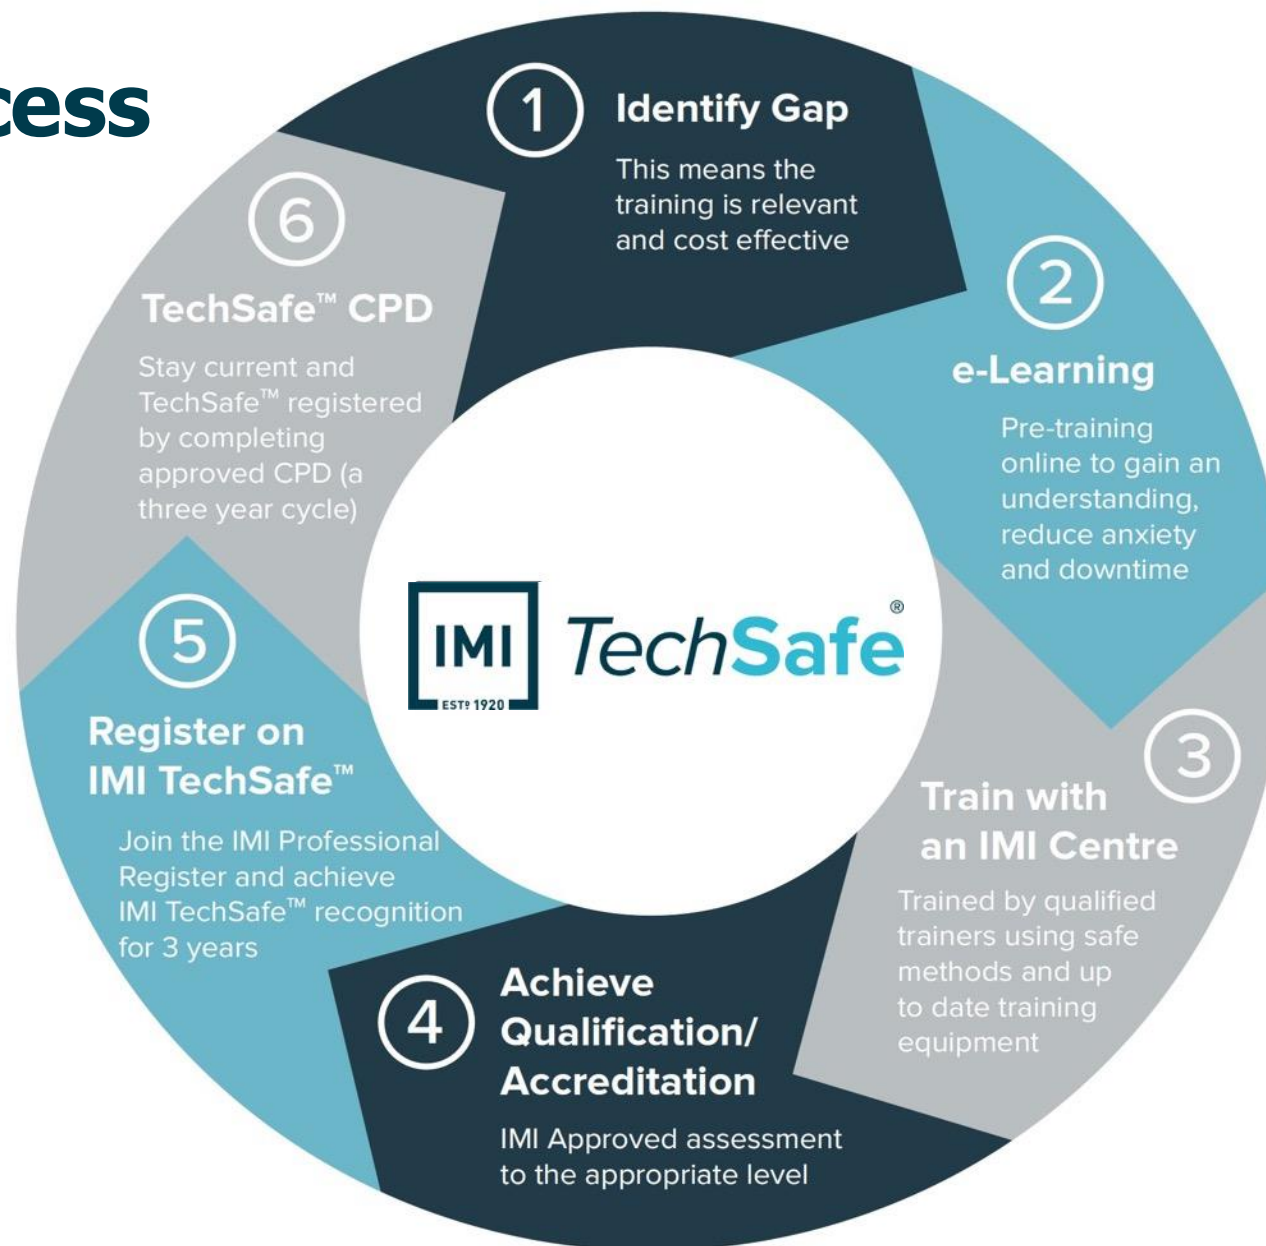 cess
1
Identify Gap
This means the
training is relevant
and cost effective
2
e-Learning
Pre-training
online to gain an
understanding,
reduce anxiety
and downtime
3
Train with
an IMI Centre
Trained by qualified
trainers using safe
methods and up
to date training
equipment
4
Achieve
Qualification/
Accreditation
IMI Approved assessment
to the appropriate level
5
Register on
IMI TechSafe™
Join the IMI Professional
Register and achieve
IMI TechSafe™ recognition
for 3 years
6
TechSafe™ CPD
Stay current and
TechSafe™ registered
by completing
approved CPD (a
three year cycle)
IMI
ESTº 1920
TechSafe®